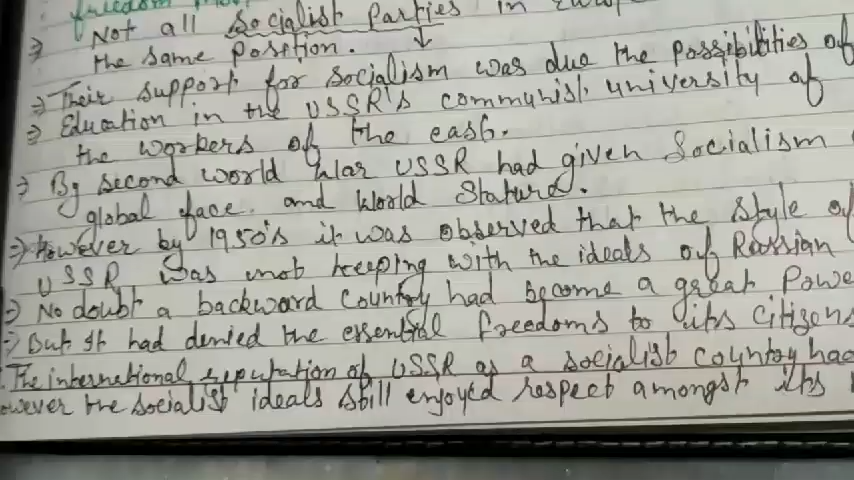 freedom
⇒ Not all Socialist Parties in
the same position. ↓
⇒ Their support for socialism was due the possibilities of
⇒ Eduation in the USSR's communist university of
the workers of the east.
⇒ By second world War USSR had given Socialism
global face. and World Stature.
⇒ However by 1950's it was observed that the style of
USSR was not keeping with the ideals of Russian
⇒ No doubt a backward Country had become a great Powe
⇒ But it had denied the essential freedoms to its Citizens
The international reputation of USSR as a socialist country had
owever the socialist ideals still enjoyed respect amongst its